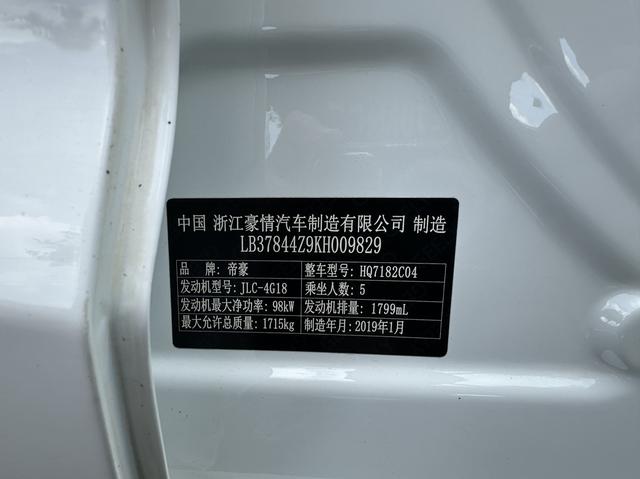 中国 浙江豪情汽车制造有限公司 制造
LB37844Z9KH009829
品 牌:帝豪 整车型号:HQ7182C04
发动机型号:JLC-4G18 乘坐人数:5
发动机最大净功率:98kW 发动机排量:1799mL
最大允许总质量:1715kg 制造年月:2019年1月